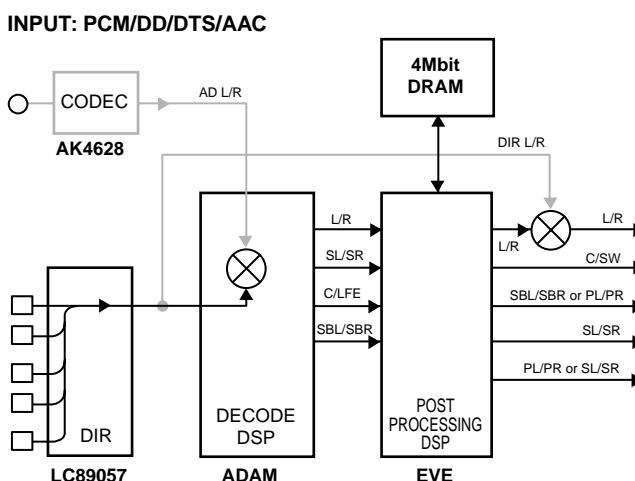 INPUT: PCM/DD/DTS/AAC
4Mbit
DRAM
CODEC
AD L/R
AK4628
DIR L/R
L/R
L/R
L/R
SL/SR
C/SW
C/LFE
SBL/SBR or PL/PR
SBL/SBR
SL/SR
PL/PR or SL/SR
DIR
DECODE
DSP
POST
PROCESSING
DSP
LC89057
ADAM
EVE